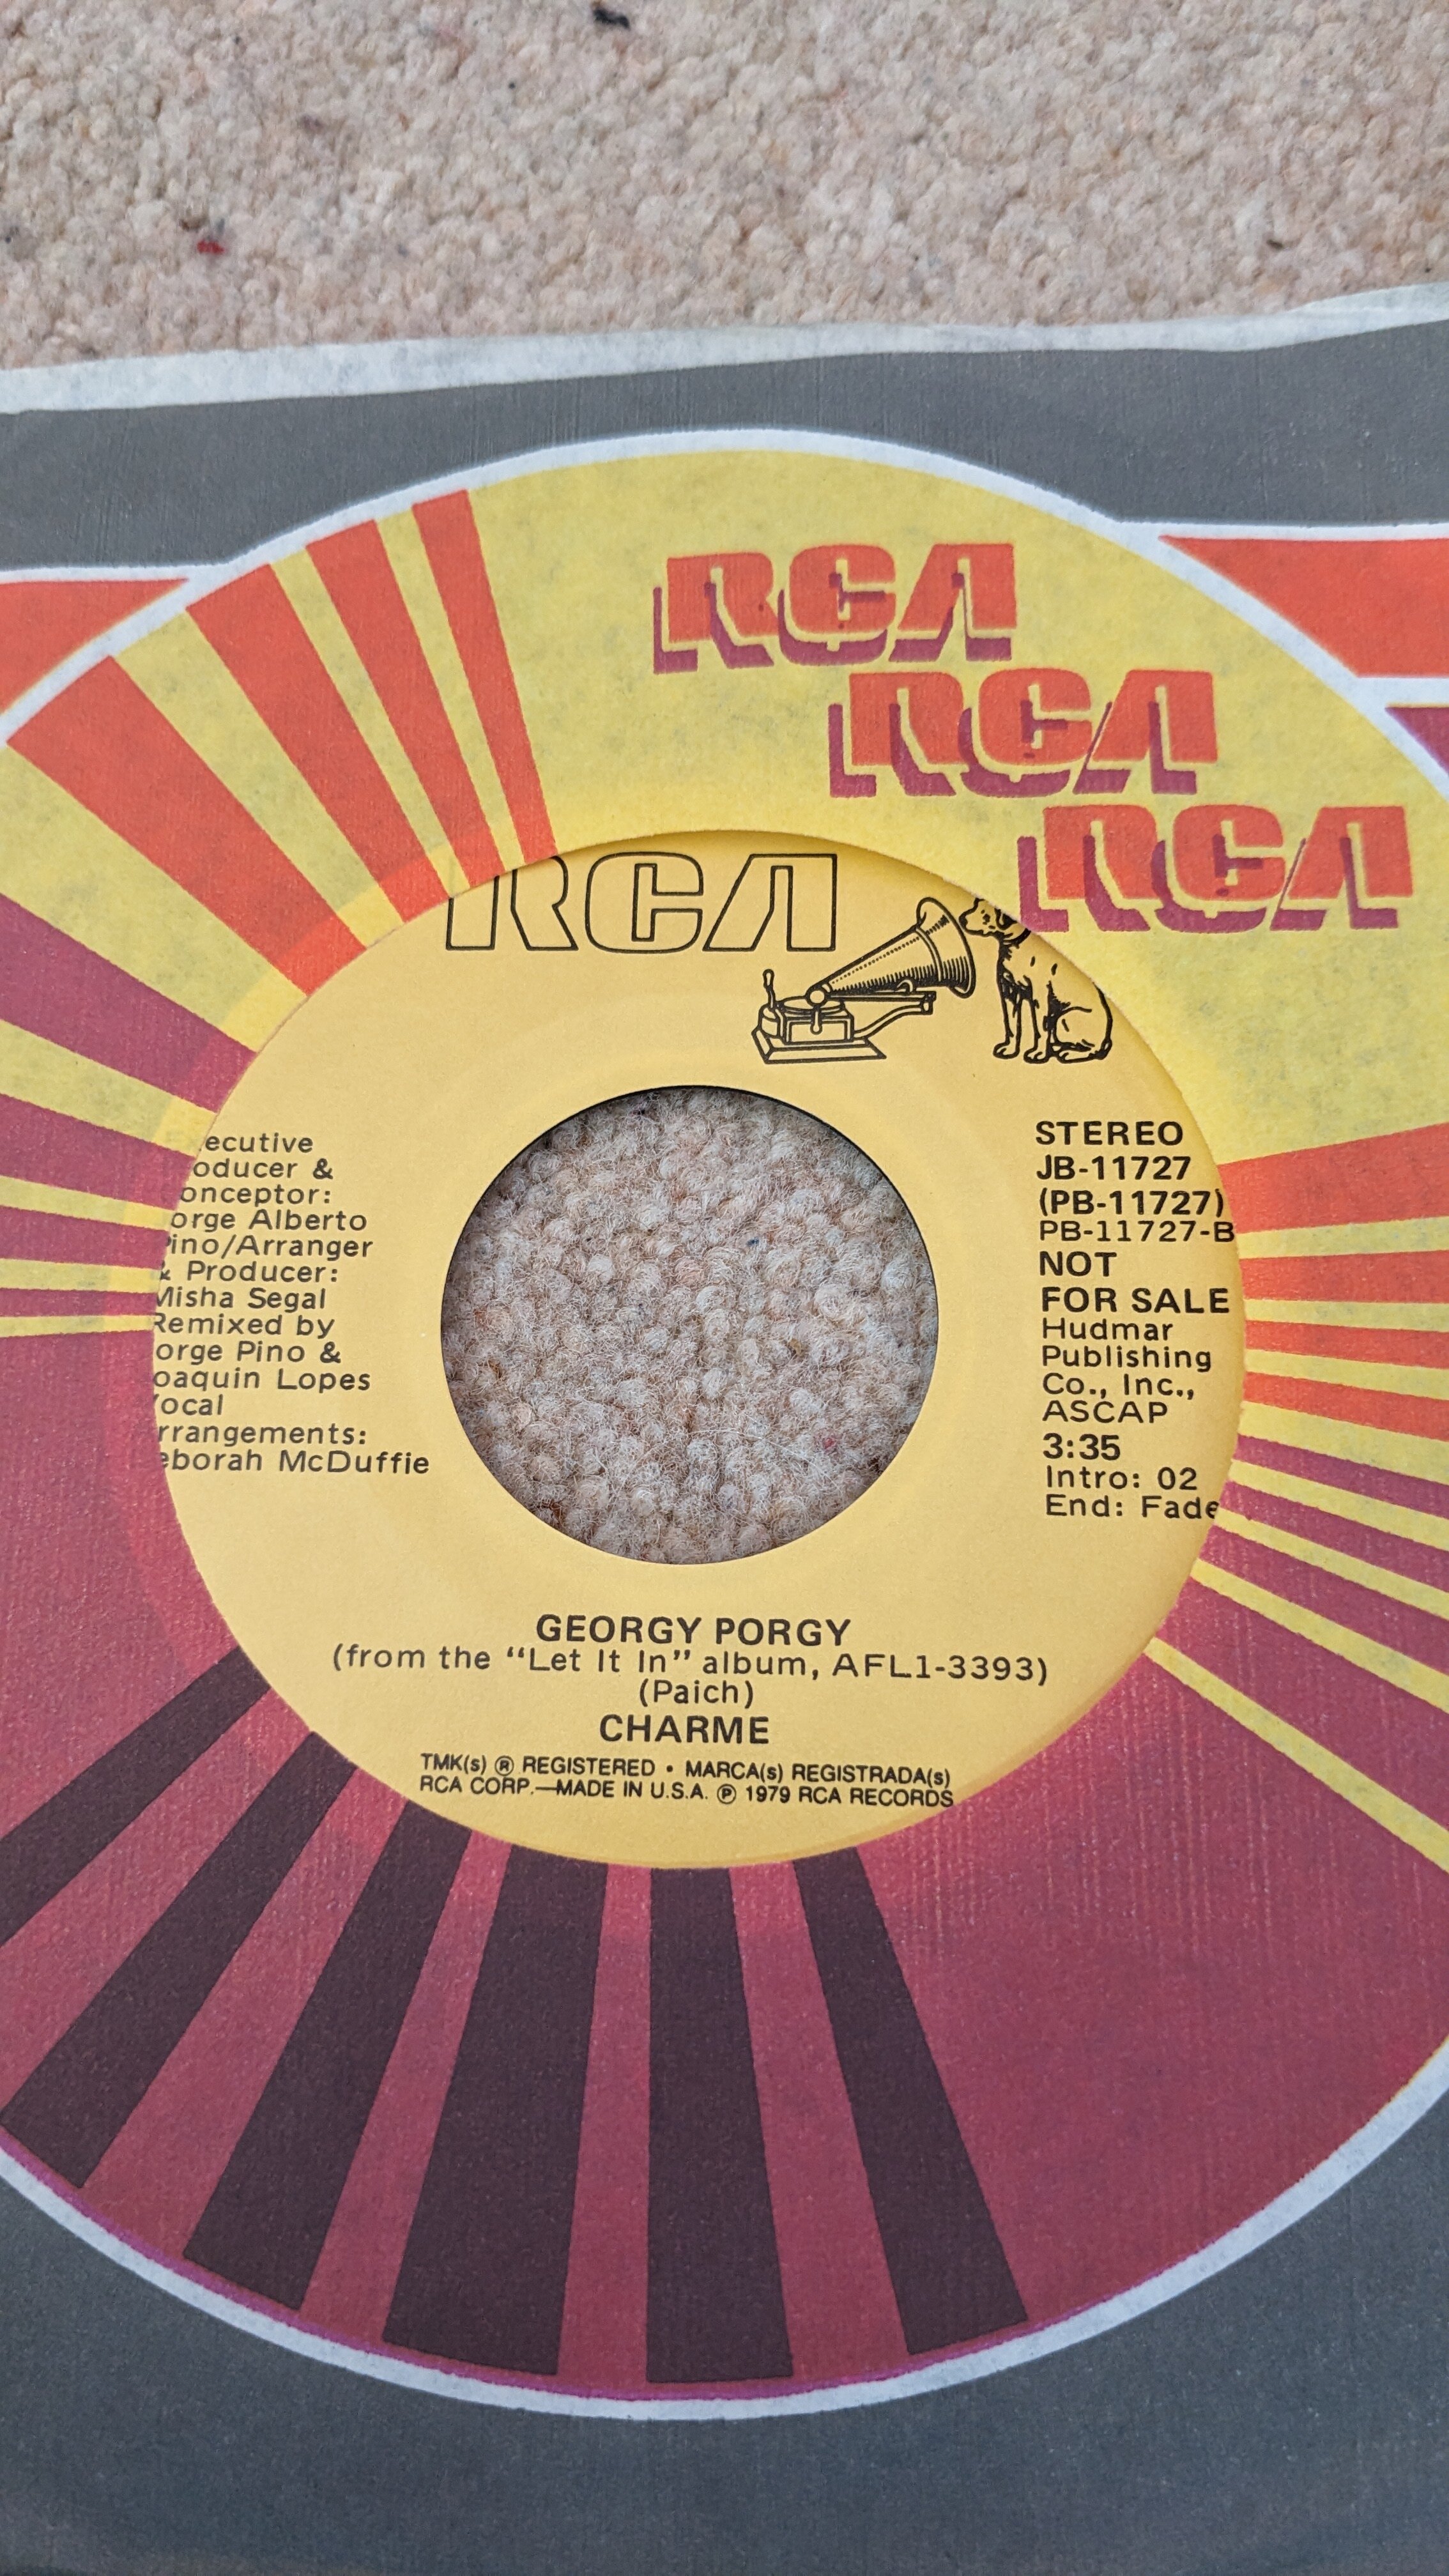 RCA
RCA
RCA
RCA
ecutive
oducer &
onceptor:
orge Alberto
ino/Arranger
& Producer:
Misha Segal
Remixed by
orge Pino &
oaquin Lopes
ocal
rrangements:
eborah McDuffie
STEREO
JB-11727
(PB-11727)
PB-11727-B
NOT
FOR SALE
Hudmar
Publishing
Co., Inc.,
ASCAP
3:35
Intro: 02
End: Fade
GEORGY PORGY
(from the “Let It In” album, AFL1-3393)
(Paich)
CHARME
TMK(s) ® REGISTERED • MARCA(s) REGISTRADA(s)
RCA CORP.—MADE IN U.S.A. ℗ 1979 RCA RECORDS